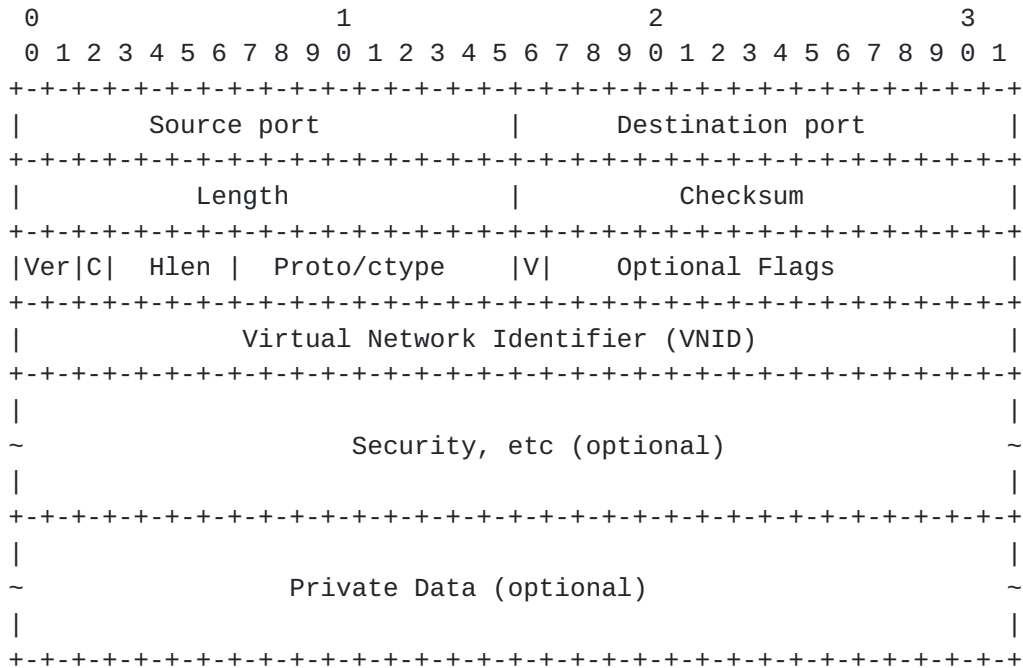 0                   1                   2                   3
 0 1 2 3 4 5 6 7 8 9 0 1 2 3 4 5 6 7 8 9 0 1 2 3 4 5 6 7 8 9 0 1
+-+-+-+-+-+-+-+-+-+-+-+-+-+-+-+-+-+-+-+-+-+-+-+-+-+-+-+-+-+-+-+-+
|        Source port            |        Destination port       |
+-+-+-+-+-+-+-+-+-+-+-+-+-+-+-+-+-+-+-+-+-+-+-+-+-+-+-+-+-+-+-+-+
|           Length              |          Checksum             |
+-+-+-+-+-+-+-+-+-+-+-+-+-+-+-+-+-+-+-+-+-+-+-+-+-+-+-+-+-+-+-+-+
|Ver|C|  Hlen |  Proto/ctype    |V|    Optional Flags           |
+-+-+-+-+-+-+-+-+-+-+-+-+-+-+-+-+-+-+-+-+-+-+-+-+-+-+-+-+-+-+-+-+
|              Virtual Network Identifier (VNID)                |
+-+-+-+-+-+-+-+-+-+-+-+-+-+-+-+-+-+-+-+-+-+-+-+-+-+-+-+-+-+-+-+-+
|                                                               |
~                     Security, etc (optional)                  ~
|                                                               |
+-+-+-+-+-+-+-+-+-+-+-+-+-+-+-+-+-+-+-+-+-+-+-+-+-+-+-+-+-+-+-+-+
|                                                               |
~                 Private Data (optional)                       ~
|                                                               |
+-+-+-+-+-+-+-+-+-+-+-+-+-+-+-+-+-+-+-+-+-+-+-+-+-+-+-+-+-+-+-+-+